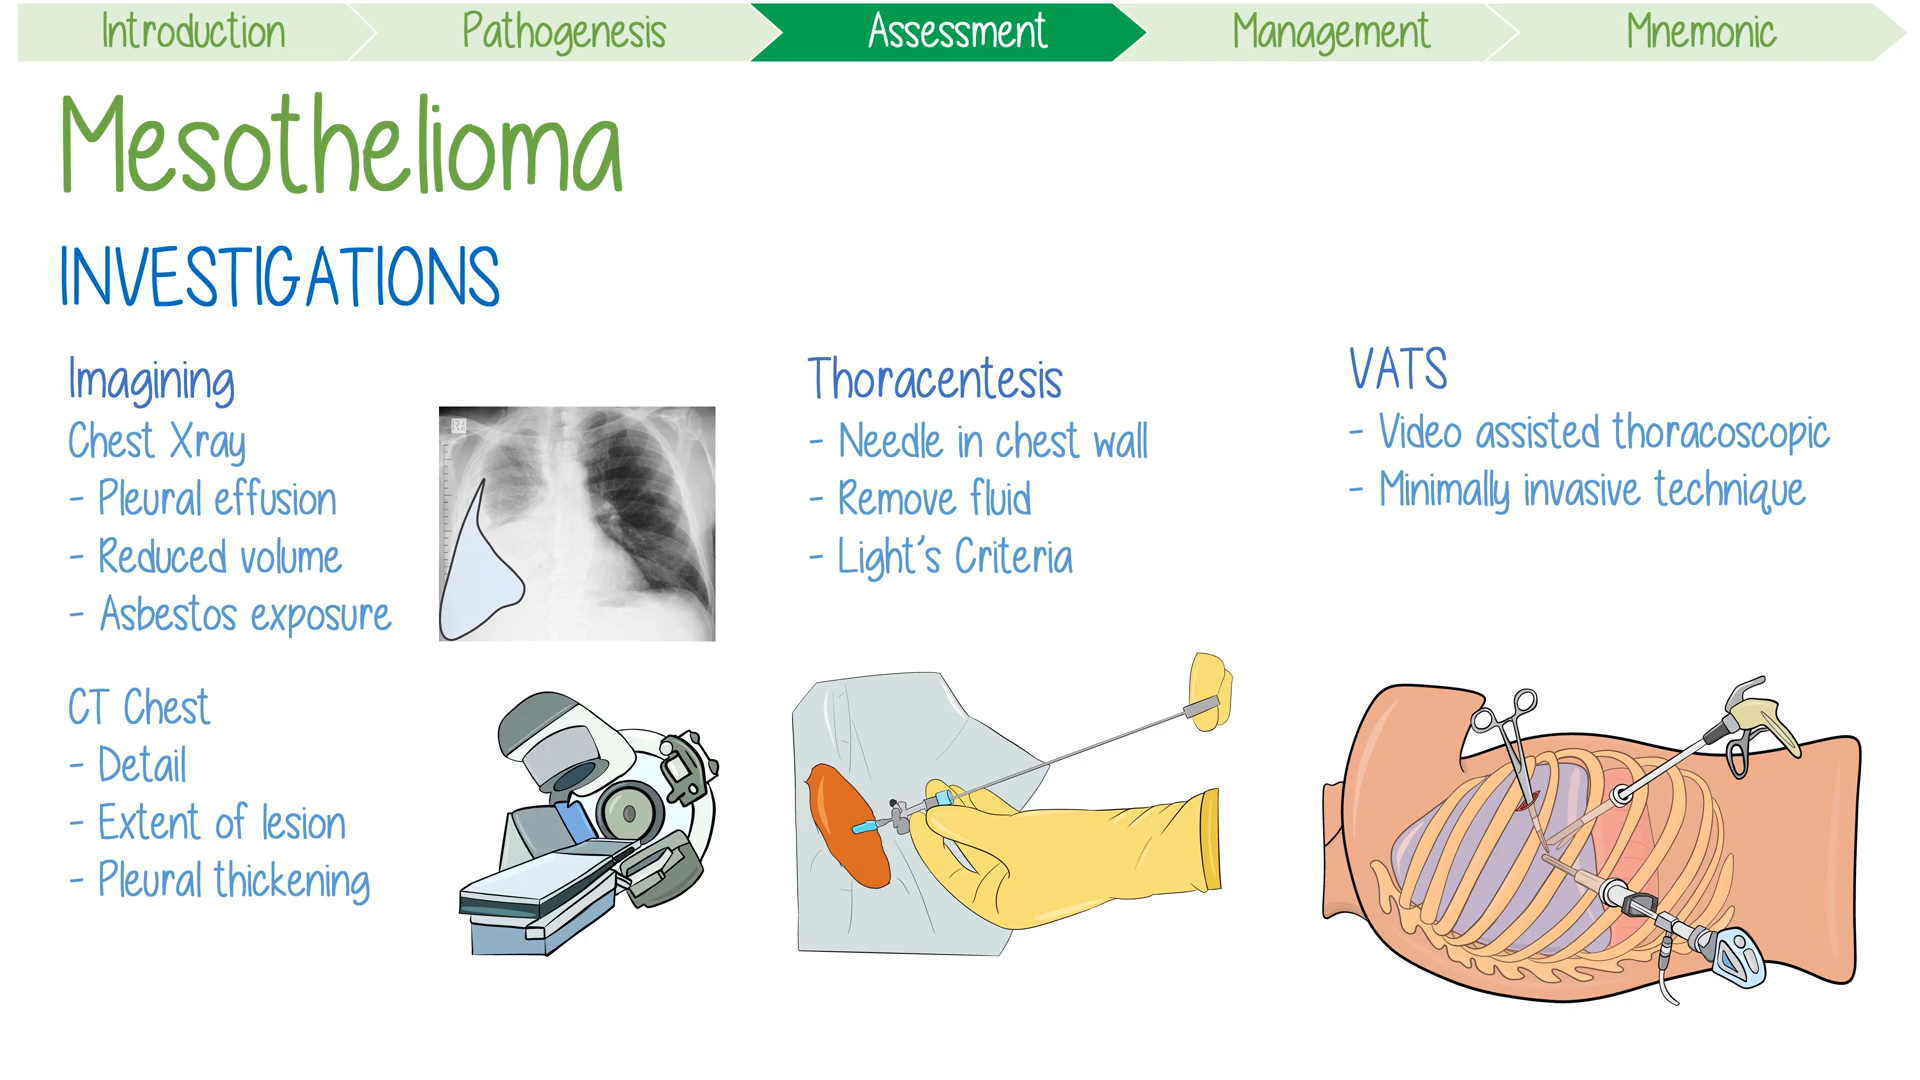 Introduction
Pathogenesis
Assessment
Management
Mnemonic
Mesothelioma
INVESTIGATIONS
Imagining
Chest Xray
- Pleural effusion
- Reduced volume
- Asbestos exposure
CT Chest
- Detail
- Extent of lesion
- Pleural thickening
Thoracentesis
- Needle in chest wall
- Remove fluid
- Light's Criteria
VATS
- Video assisted thoracoscopic
- Minimally invasive technique